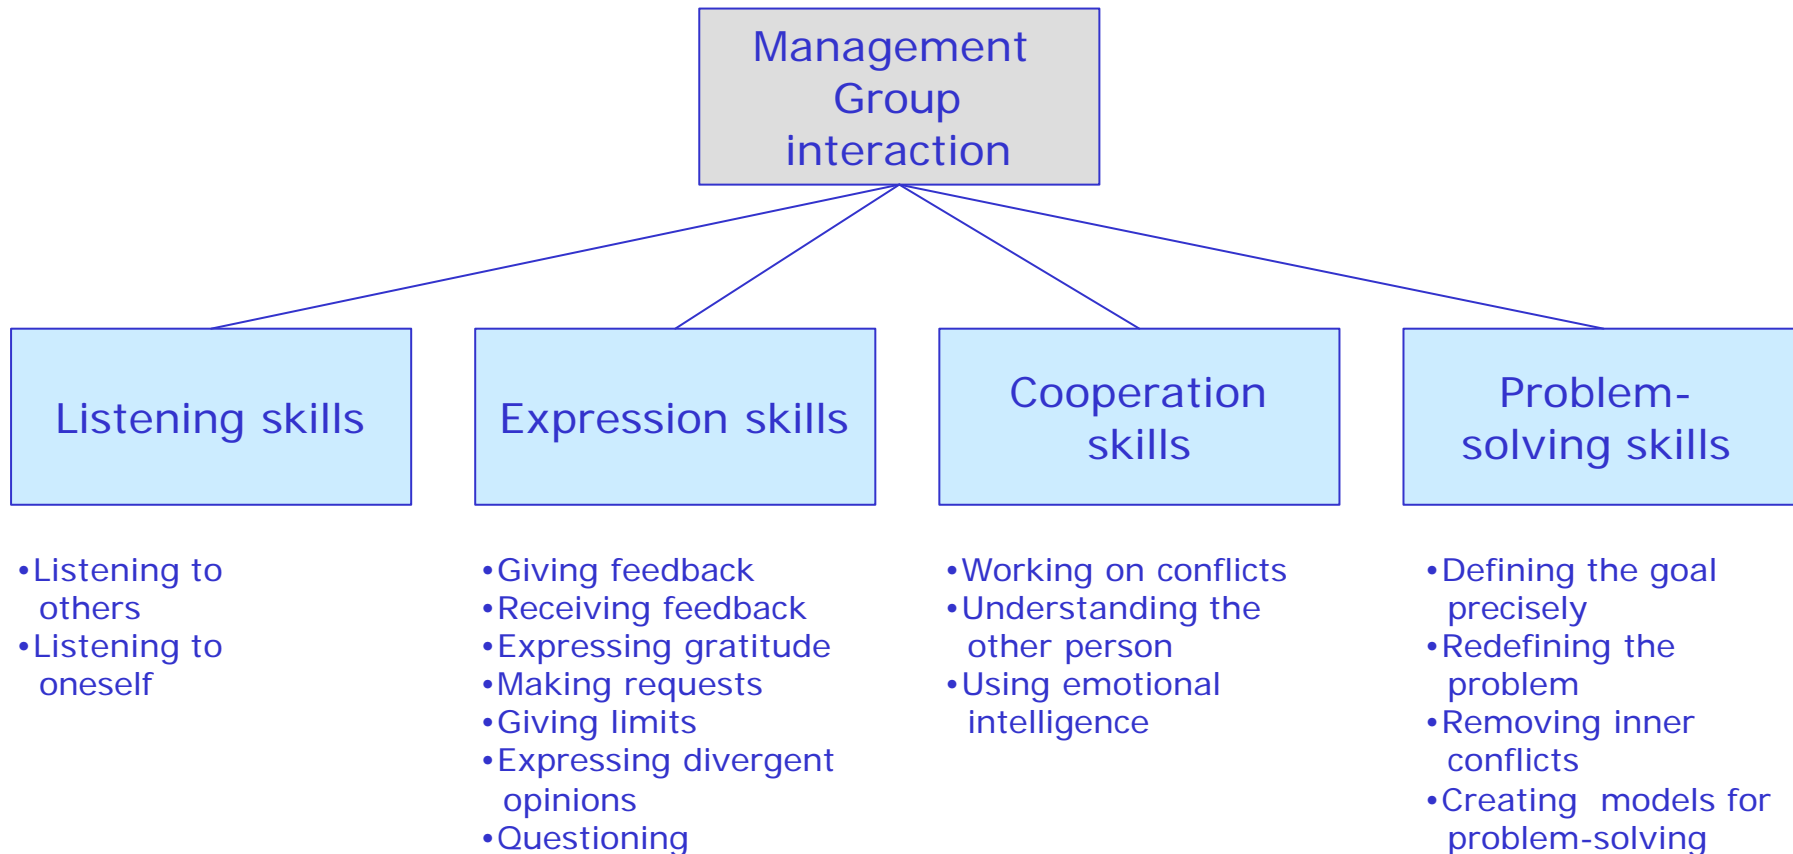 Management
Group
interaction
Listening skills
Expression skills
Cooperation
skills
Problem-
solving skills
•Listening to
others
•Listening to
oneself
•Giving feedback
•Receiving feedback
•Expressing gratitude
•Making requests
•Giving limits
•Expressing divergent
opinions
•Questioning
•Working on conflicts
•Understanding the
other person
•Using emotional
intelligence
•Defining the goal
precisely
•Redefining the
problem
•Removing inner
conflicts
•Creating models for
problem-solving